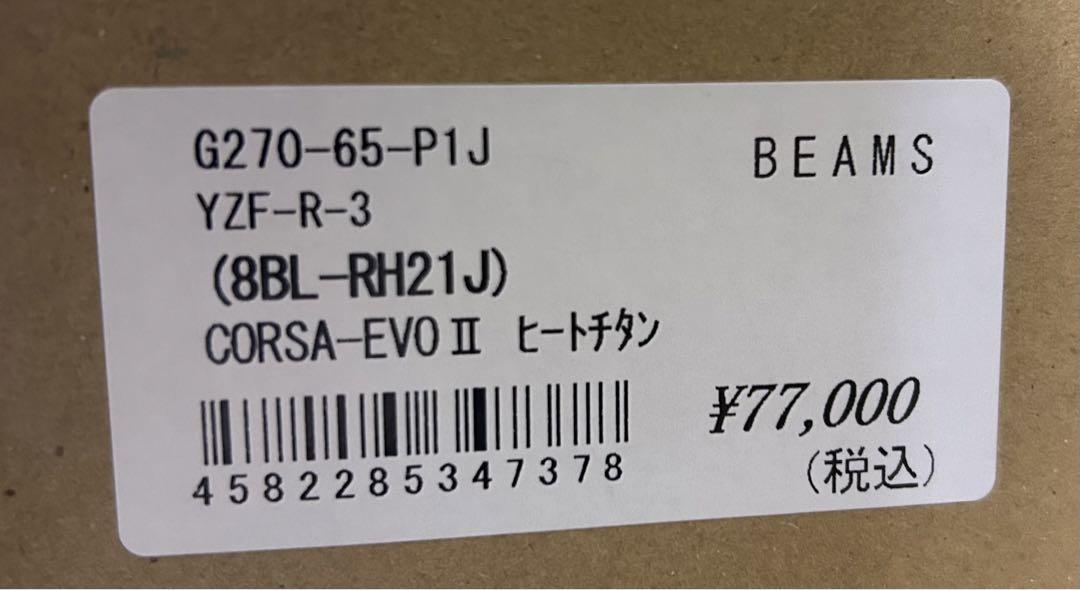 G270-65-P1J
BEAMS
YZF-R-3
(8BL-RH21J)
CORSA-EVOⅡ ヒートチタン
4582285347378
¥77,000
(税込)